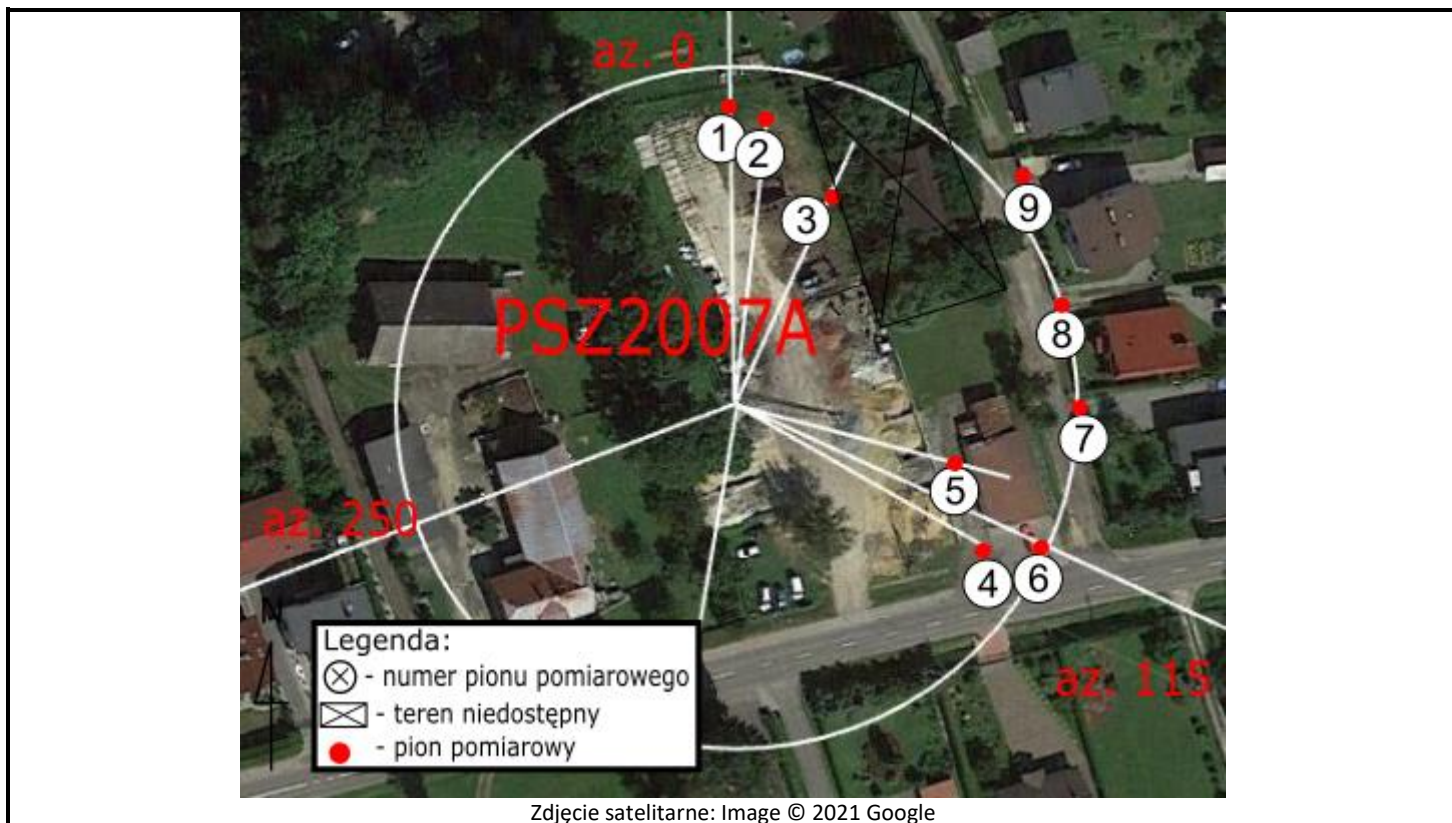 az. 0
1
2
3
9
PSZ2007A
8
7
5
az. 250
4
6
N
Legenda:
- numer pionu pomiarowego
- teren niedostępny
- pion pomiarowy
az. 115
Zdjęcie satelitarne: Image © 2021 Google